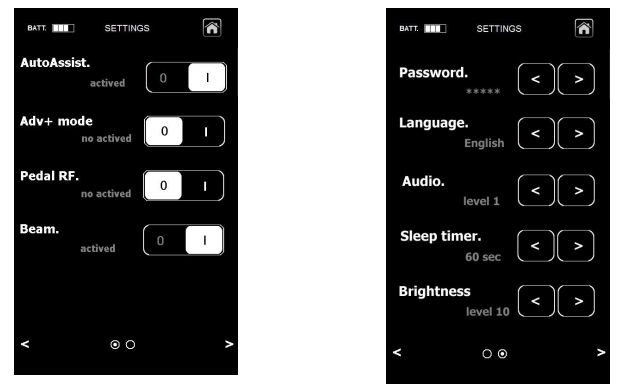 BATT. SETTINGS
AutoAssist.
actived 0 I
Adv+ mode
no actived 0 I
Pedal RF.
no actived 0 I
Beam.
actived 0 I
< >
BATT. SETTINGS
Password.
***** < >
Language.
English < >
Audio.
level 1 < >
Sleep timer.
60 sec < >
Brightness
level 10 < >
< >